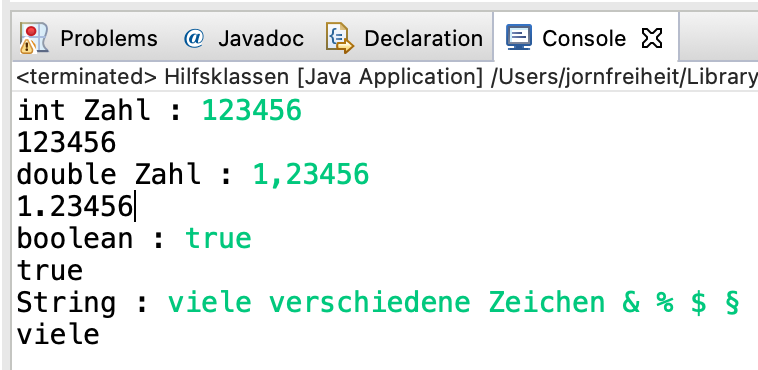 Problems @ Javadoc Declaration Console
<terminated> Hilfsklassen [Java Application] /Users/jornfreiheit/Library
int Zahl : 123456
123456
double Zahl : 1,23456
1.23456
boolean : true
true
String : viele verschiedene Zeichen & % $ §
viele